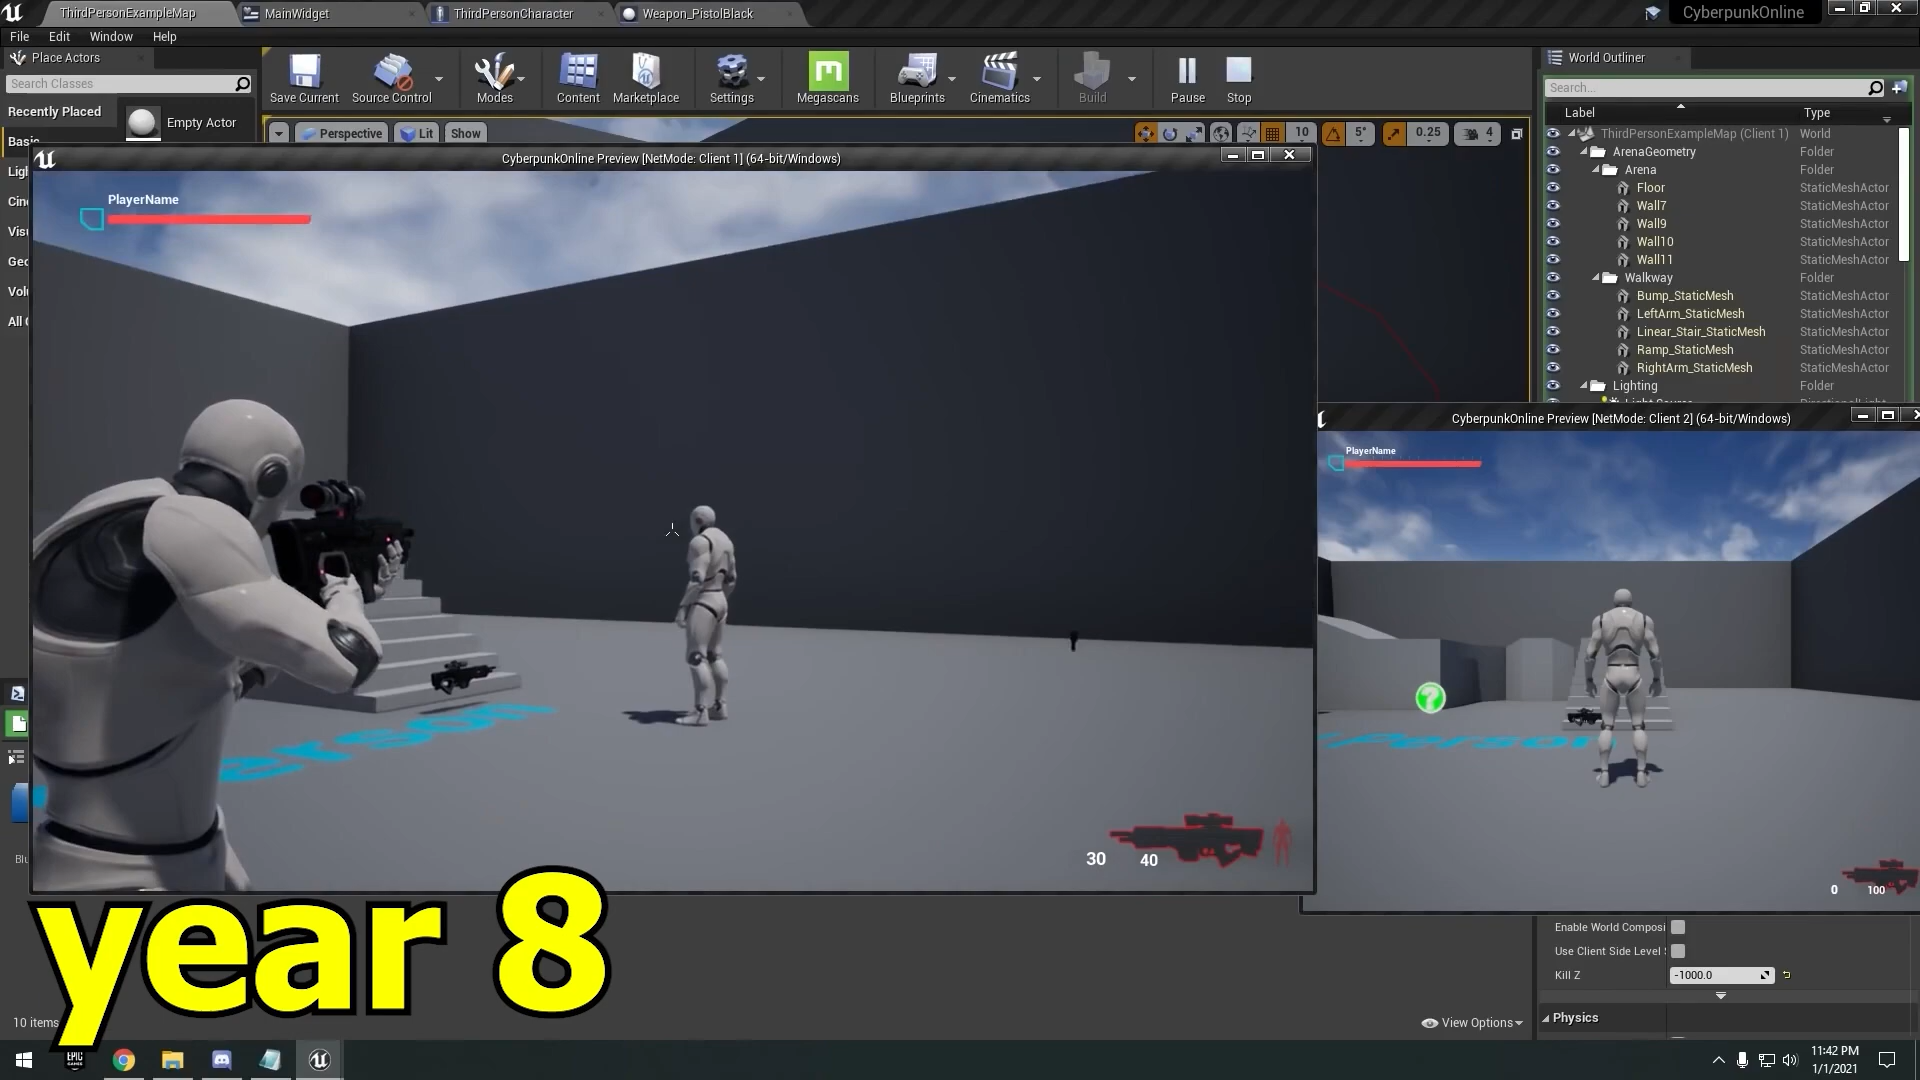 ThirdPersonExampleMap
MainWidget
ThirdPersonCharacter
Weapon_PistolBlack
CyberpunkOnline
File Edit Window Help
Place Actors
Search Classes
Recently Placed
Empty Actor
Save Current
Source Control
Modes
Content
Marketplace
Settings
Megascans
Blueprints
Cinematics
Build
Pause
Stop
Perspective
Lit
Show
10
5°
0.25
4
World Outliner
Search...
Label Type
ThirdPersonExampleMap (Client 1) World
ArenaGeometry Folder
Arena Folder
Floor StaticMeshActor
Wall7 StaticMeshActor
Wall9 StaticMeshActor
Wall10 StaticMeshActor
Wall11 StaticMeshActor
Walkway Folder
Bump_StaticMesh StaticMeshActor
LeftArm_StaticMesh StaticMeshActor
Linear_Stair_StaticMesh StaticMeshActor
Ramp_StaticMesh StaticMeshActor
RightArm_StaticMesh StaticMeshActor
Lighting Folder
CyberpunkOnline Preview [NetMode: Client 1] (64-bit/Windows)
PlayerName
30
40
CyberpunkOnline Preview [NetMode: Client 2] (64-bit/Windows)
PlayerName
0
100
Enable World Composi
Use Client Side Level
Kill Z
-1000.0
Physics
10 items
View Options
year 8
EPIC
GAMES
11:42 PM
1/1/2021